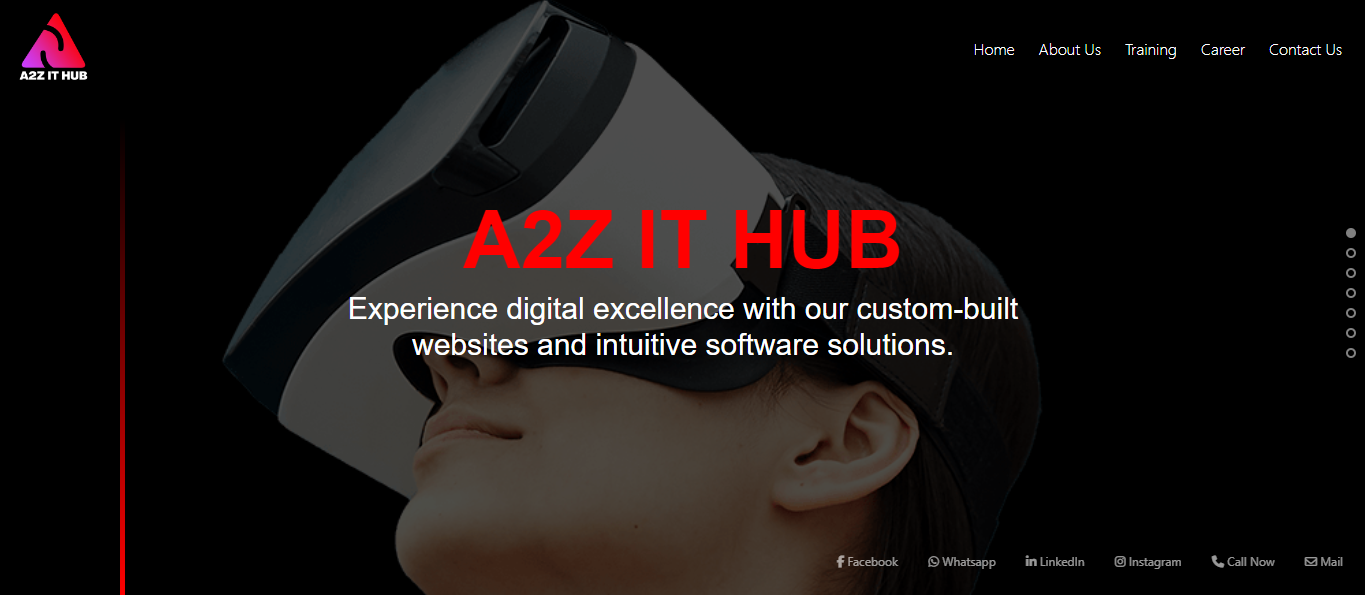 A2Z IT HUB
Home About Us Training Career Contact Us
A2Z IT HUB
Experience digital excellence with our custom-built
websites and intuitive software solutions.
Facebook Whatsapp LinkedIn Instagram Call Now Mail